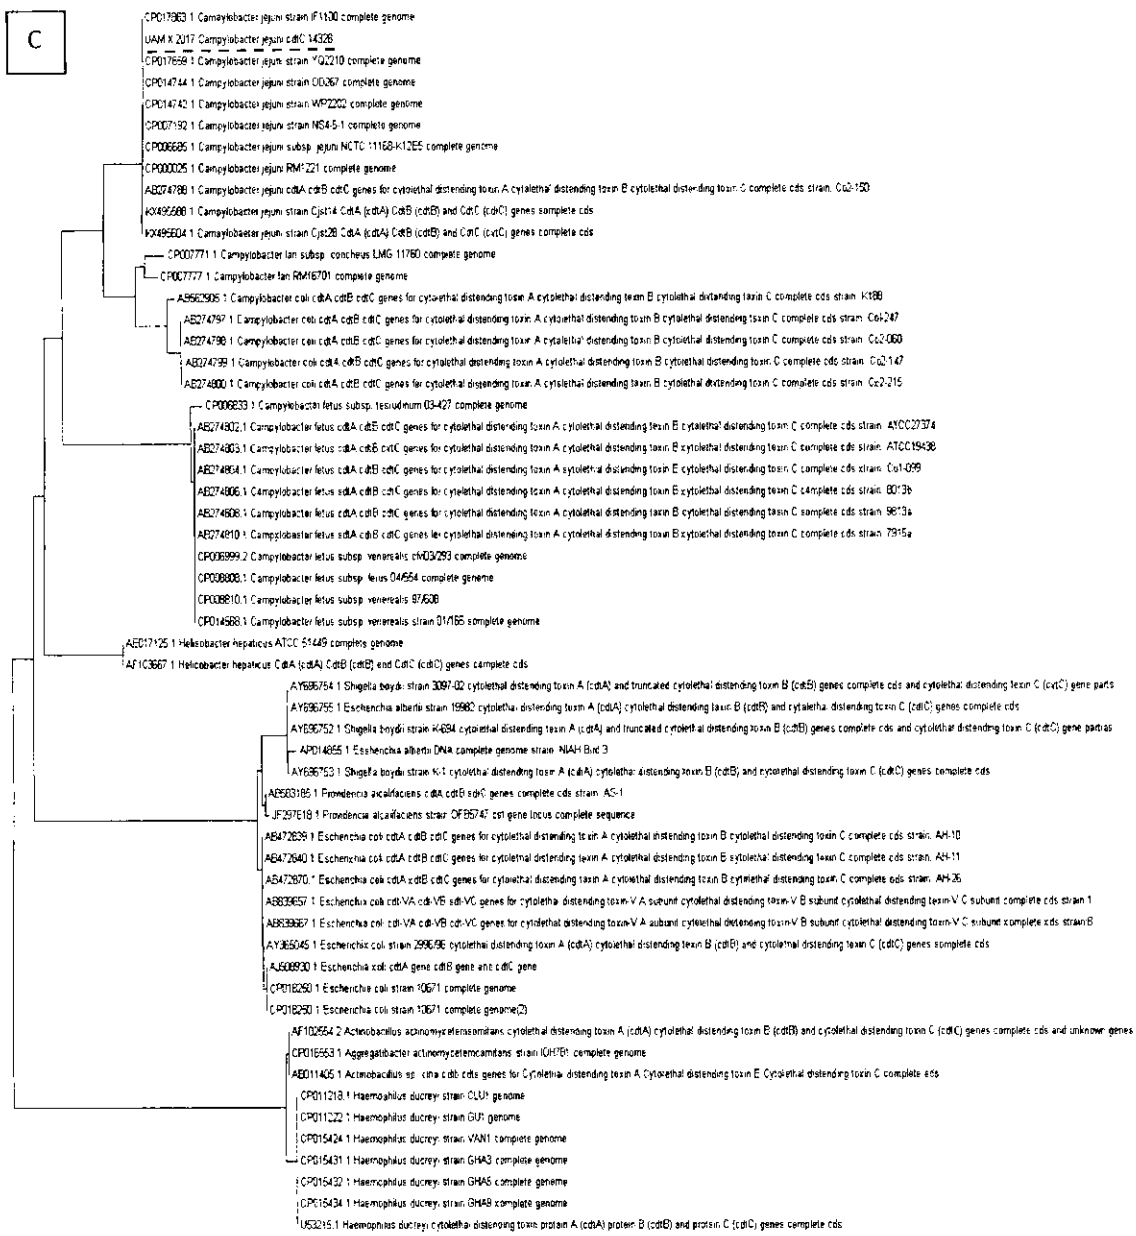 C
CP017863.1 Campylobacter jejuni strain IF1100 complete genome
UAM X 2017 Campylobacter jejuni cdtC 14326
CP017859.1 Campylobacter jejuni strain YQ2210 complete genome
CP014744.1 Campylobacter jejuni strain OD267 complete genome
CP014742.1 Campylobacter jejuni strain WP2202 complete genome
CP007192.1 Campylobacter jejuni strain NS4-5-1 complete genome
CP006685.1 Campylobacter jejuni subsp jejuni NCTC 11168-K12E5 complete genome
CP000025.1 Campylobacter jejuni RM1221 complete genome
AB274788.1 Campylobacter jejuni cdtA cdtB cdtC genes for cytolethal distending toxin A cytolethal distending toxin B cytolethal distending toxin C complete cds strain: Co2-150
KX495588.1 Campylobacter jejuni strain Cjst14 CdtA (cdtA) CdtB (cdtB) and CdtC (cdtC) genes complete cds
KX495604.1 Campylobacter jejuni strain Cjst28 CdtA (cdtA) CdtB (cdtB) and CdtC (cdtC) genes complete cds
CP007771.1 Campylobacter lari subsp concheus LMG 11760 complete genome
CP007777.1 Campylobacter lari RM16701 complete genome
AB562905.1 Campylobacter coli cdtA cdtB cdtC genes for cytolethal distending toxin A cytolethal distending toxin B cytolethal distending toxin C complete cds strain K188
AB274797.1 Campylobacter coli cdtA cdtB cdtC genes for cytolethal distending toxin A cytolethal distending toxin B cytolethal distending toxin C complete cds strain: Co1-247
AB274798.1 Campylobacter coli cdtA cdtB cdtC genes for cytolethal distending toxin A cytolethal distending toxin B cytolethal distending toxin C complete cds strain: Co2-060
AB274799.1 Campylobacter coli cdtA cdtB cdtC genes for cytolethal distending toxin A cytolethal distending toxin B cytolethal distending toxin C complete cds strain: Co2-147
AB274800.1 Campylobacter coli cdtA cdtB cdtC genes for cytolethal distending toxin A cytolethal distending toxin B cytolethal distending toxin C complete cds strain: Co2-215
CP006833.1 Campylobacter fetus subsp. testudinum 03-427 complete genome
AB274802.1 Campylobacter fetus cdtA cdtB cdtC genes for cytolethal distending toxin A cytolethal distending toxin B cytolethal distending toxin C complete cds strain: ATCC27374
AB274803.1 Campylobacter fetus cdtA cdtB cdtC genes for cytolethal distending toxin A cytolethal distending toxin B cytolethal distending toxin C complete cds strain: ATCC19438
AB274804.1 Campylobacter fetus cdtA cdtB cdtC genes for cytolethal distending toxin A cytolethal distending toxin B cytolethal distending toxin C complete cds strain: Co1-099
AB274806.1 Campylobacter fetus cdtA cdtB cdtC genes for cytolethal distending toxin A cytolethal distending toxin B cytolethal distending toxin C complete cds strain: 8013b
AB274808.1 Campylobacter fetus cdtA cdtB cdtC genes for cytolethal distending toxin A cytolethal distending toxin B cytolethal distending toxin C complete cds strain: 9813a
AB274810.1 Campylobacter fetus cdtA cdtB cdtC genes for cytolethal distending toxin A cytolethal distending toxin B cytolethal distending toxin C complete cds strain 7915a
CP006999.2 Campylobacter fetus subsp. venerealis cfvi03/293 complete genome
CP008808.1 Campylobacter fetus subsp. fetus 04/554 complete genome
CP008810.1 Campylobacter fetus subsp venerealis 97/608
CP014568.1 Campylobacter fetus subsp venerealis strain 01/165 complete genome
AE017125.1 Helicobacter hepaticus ATCC 51449 complete genome
AF163667.1 Helicobacter hepaticus CdtA (cdtA) CdtB (cdtB) and CdtC (cdtC) genes complete cds
AY696754.1 Shigella boydii strain 3097-02 cytolethal distending toxin A (cdtA) and truncated cytolethal distending toxin B (cdtB) genes complete cds and cytolethal distending toxin C (cdtC) gene partia
AY696755.1 Escherichia albertii strain 19982 cytolethal distending toxin A (cdtA) cytolethal distending toxin B (cdtB) and cytolethal distending toxin C (cdtC) genes complete cds
AY696752.1 Shigella boydii strain K-694 cytolethal distending toxin A (cdtA) and truncated cytolethal distending toxin B (cdtB) genes complete cds and cytolethal distending toxin C (cdtC) gene partias
AP014855.1 Escherichia albertii DNA complete genome strain: NIAH Bird 3
AY696753.1 Shigella boydii strain K-1 cytolethal distending toxin A (cdtA) cytolethal distending toxin B (cdtB) and cytolethal distending toxin C (cdtC) genes complete cds
AB583185.1 Providencia alcalifaciens cdtA cdtB cdtC genes complete cds strain: AS-1
JF297618.1 Providencia alcalifaciens strain OFB5747 cdt gene locus complete sequence
AB472839.1 Escherichia coli cdtA cdtB cdtC genes for cytolethal distending toxin A cytolethal distending toxin B cytolethal distending toxin C complete cds strain: AH-10
AB472840.1 Escherichia coli cdtA cdtB cdtC genes for cytolethal distending toxin A cytolethal distending toxin B cytolethal distending toxin C complete cds strain: AH-11
AB472870.1 Escherichia coli cdtA cdtB cdtC genes for cytolethal distending toxin A cytolethal distending toxin B cytolethal distending toxin C complete cds strain: AH-26
AB839657.1 Escherichia coli cdt-VA cdt-VB cdt-VC genes for cytolethal distending toxin-V A subunit cytolethal distending toxin-V B subunit cytolethal distending toxin-V C subunit complete cds strain 1
AB839667.1 Escherichia coli cdt-VA cdt-VB cdt-VC genes for cytolethal distending toxin-V A subunit cytolethal distending toxin-V B subunit cytolethal distending toxin-V C subunit complete cds strain B
AY365045.1 Escherichia coli strain 2996/96 cytolethal distending toxin A (cdtA) cytolethal distending toxin B (cdtB) and cytolethal distending toxin C (cdtC) genes complete cds
AJ508930.1 Escherichia coli cdtA gene cdtB gene and cdtC gene
CP018250.1 Escherichia coli strain 10671 complete genome
CP018250.1 Escherichia coli strain 10671 complete genome(2)
AF102554.2 Actinobacillus actinomycetemcomitans cytolethal distending toxin A (cdtA) cytolethal distending toxin B (cdtB) and cytolethal distending toxin C (cdtC) genes complete cds and unknown genes
CP016553.1 Aggregatibacter actinomycetemcomitans strain IDH781 complete genome
AB011405.1 Actinobacillus sp. cdta cdtb cdtc genes for Cytolethal distending toxin A Cytolethal distending toxin B Cytolethal distending toxin C complete cds
CP011218.1 Haemophilus ducreyi strain CLU1 genome
CP011222.1 Haemophilus ducreyi strain GU1 genome
CP015424.1 Haemophilus ducreyi strain VAN1 complete genome
CP015431.1 Haemophilus ducreyi strain GHA3 complete genome
CP015432.1 Haemophilus ducreyi strain GHA5 complete genome
CP015434.1 Haemophilus ducreyi strain GHA9 complete genome
U53215.1 Haemophilus ducreyi cytolethal distending toxin protein A (cdtA) protein B (cdtB) and protein C (cdtC) genes complete cds